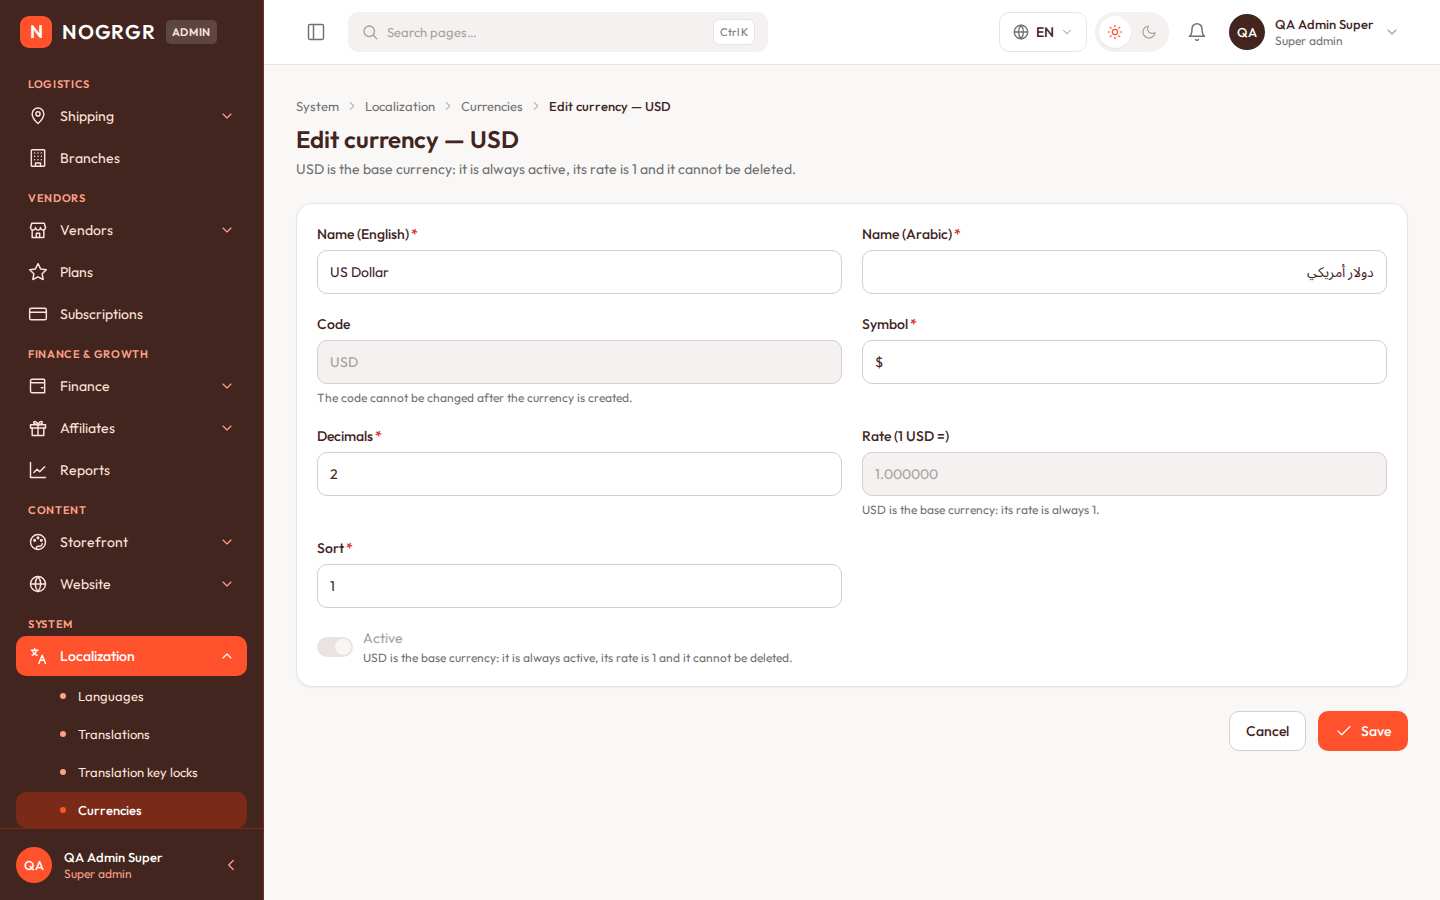 N NOGRGR ADMIN
LOGISTICS
Shipping
Branches
VENDORS
Vendors
Plans
Subscriptions
FINANCE & GROWTH
Finance
Affiliates
Reports
CONTENT
Storefront
Website
SYSTEM
Localization
Languages
Translations
Translation key locks
Currencies
QA QA Admin Super
Super admin
Search pages... Ctrl K
EN
QA QA Admin Super
Super admin
System > Localization > Currencies > Edit currency — USD
Edit currency — USD
USD is the base currency: it is always active, its rate is 1 and it cannot be deleted.
Name (English) *
US Dollar
Name (Arabic) *
دولار أمريكي
Code
USD
The code cannot be changed after the currency is created.
Symbol *
$
Decimals *
2
Rate (1 USD =)
1.000000
USD is the base currency: its rate is always 1.
Sort *
1
Active
USD is the base currency: it is always active, its rate is 1 and it cannot be deleted.
Cancel
Save